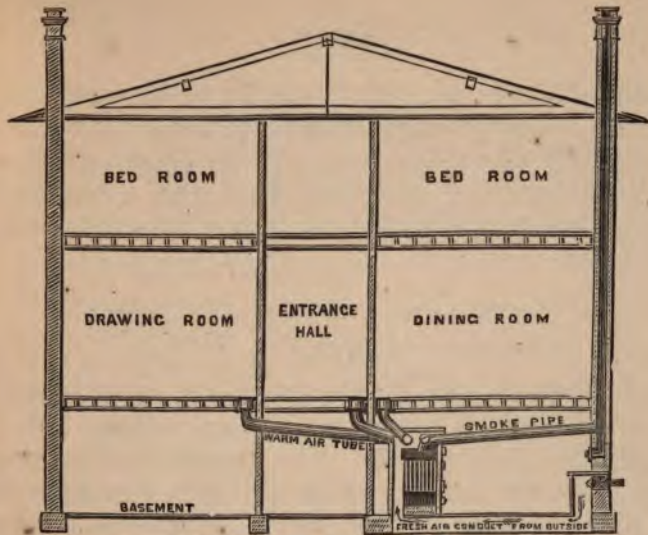 BED ROOM
BED ROOM
DRAWING ROOM
ENTRANCE
HALL
DINING ROOM
WARM AIR TUBE
SMOKE PIPE
BASEMENT
FRESH AIR CONDUCT FROM OUTSIDE